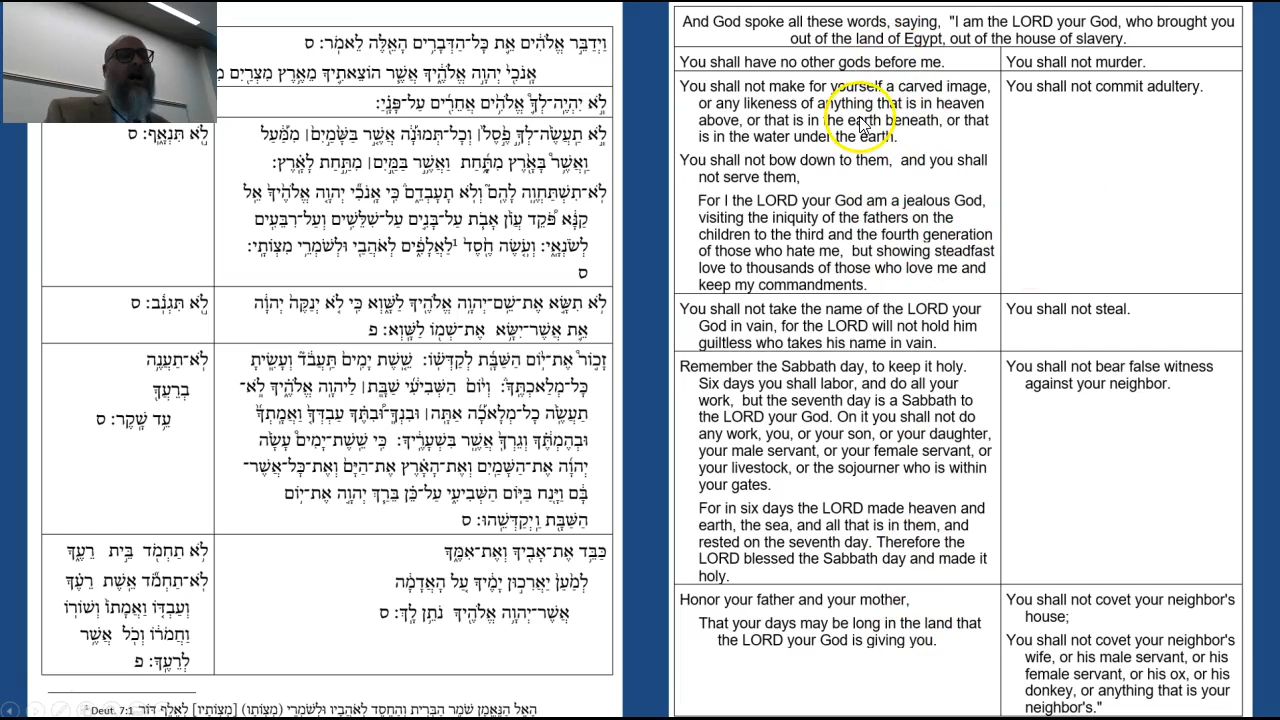 וַיְדַבֵּ֣ר אֱלֹהִ֔ים אֵ֛ת כָּל־הַדְּבָרִ֥ים הָאֵ֖לֶּה לֵאמֹֽר׃ ס
אָֽנֹכִ֖י יְהוָ֣ה אֱלֹהֶ֑יךָ אֲשֶׁ֧ר הוֹצֵאתִ֛יךָ מֵאֶ֥רֶץ מִצְרַ֖יִם
לֹֽ֣א יִהְיֶֽה־לְךָ֛֩ אֱלֹהִ֥֨ים אֲחֵרִ֖֜ים עַל־פָּנָֽ֗יַ׃
לֹֽ֣א תַֽעֲשֶׂה־לְךָ֣֥ פֶ֣֙סֶל֙׀ וְכָל־תְּמוּנָ֔֡ה אֲשֶׁ֤֣ר בַּשָּׁמַ֣֙יִם֙׀ מִמַּ֔֡עַל
וַֽאֲשֶׁ֥ר֩ בָּאָ֖֨רֶץ מִתַָּ֑֜חַת וַאֲשֶׁ֥ר בַּמַּ֖֣יִם׀ מִתַּ֥֣חַת לָאָֽ֗רֶץ׃
לֹֽא־תִשְׁתַּחְוֶ֥֣ה לָהֶ֖ם֮ וְלֹ֣א תָעָבְדֵ֑ם֒ כִּ֣י אָֽנֹכִ֞י יְהוָ֤ה אֱלֹהֶ֙יךָ֙ אֵ֣ל
קַנָּ֔א פֹּ֠קֵד עֲוֺ֨ן אָבֹ֧ת עַל־בָּנִ֛ים עַל־שִׁלֵּשִׁ֥ים וְעַל־רִבֵּעִ֖ים
לְשֹׂנְאָֽ֑י׃ וְעֹ֥֤שֶׂה חֶ֖֙סֶד֙ ¹לַאֲלָפִ֑֔ים לְאֹהֲבַ֖י וּלְשֹׁמְרֵ֥י מִצְוֺתָֽי׃
ס
לֹ֥א תִשָּׂ֛א אֶת־שֵֽׁם־יְהוָ֥ה אֱלֹהֶ֖יךָ לַשָּׁ֑וְא כִּ֣י לֹ֤א יְנַקֶּה֙ יְהוָ֔ה
אֵ֛ת אֲשֶׁר־יִשָּׂ֥א אֶת־שְׁמ֖וֹ לַשָּֽׁוְא׃ פ
זָכ֛וֹר֩ אֶת־י֥וֹם הַשַּׁבָּ֖֨ת לְקַדְּשֽׁ֗וֹ׃ שֵׁ֤֣שֶׁת יָמִ֣ים֙ תַּֽעֲבֹ֔ד֮ וְעָשִׂ֖֣יתָ
כָּל־מְלַאכְתֶּֽךָ֒׃ וְי֨וֹם֙ הַשְּׁבִיעִ֔֜י שַׁבָּ֖֣ת׀ לַיהוָ֣ה אֱלֹהֶ֑֗יךָ לֹֽ֣א־
תַעֲשֶׂ֣֨ה כָל־מְלָאכָ֡֜ה אַתָּ֣ה׀ וּבִנְךָֽ֣־וּ֠בִתֶּ֗ךָ עַבְדְּךָ֤֨ וַאֲמָֽתְךָ֜֙
וּבְהֶמְתֶּ֔֗ךָ וְגֵרְךָ֖֙ אֲשֶׁ֥֣ר בִּשְׁעָרֶֽ֔יךָ׃ כִּ֣י שֵֽׁשֶׁת־יָמִים֩ עָשָׂ֨ה
יְהוָ֜ה אֶת־הַשָּׁמַ֣יִם וְאֶת־הָאָ֗רֶץ אֶת־הַיָּם֙ וְאֶת־כָּל־אֲשֶׁר־
בָּ֔ם וַיָּ֖נַח בַּיּ֣וֹם הַשְּׁבִיעִ֑י עַל־כֵּ֗ן בֵּרַ֧ךְ יְהוָ֛ה אֶת־י֥וֹם
הַשַּׁבָּ֖ת וַֽיְקַדְּשֵֽׁהוּ׃ ס
כַּבֵּ֥ד אֶת־אָבִ֖יךָ וְאֶת־אִמֶּ֑ךָ
לְמַ֙עַן֙ יַאֲרִכ֣וּן יָמֶ֔יךָ עַ֚ל הָאֲדָמָ֔ה
אֲשֶׁר־יְהוָ֥ה אֱלֹהֶ֖יךָ נֹתֵ֥ן לָֽךְ׃ ס
לֹ֣֖א תִּֿנְאָֽ֑ף׃ ס
לֹ֣֖א תִּֿגְנֹֽ֔ב׃ ס
לֹֽא־תַעֲנֶ֥ה
בְרֵעֲךָ֖
עֵ֥ד שָֽׁקֶר׃ ס
לֹ֥א תַחְמֹ֖ד בֵּ֣ית רֵעֶ֑ךָ
לֹֽא־תַחְמֹ֞ד אֵ֣שֶׁת רֵעֶ֗ךָ
וְעַבְדּ֤וֹ וַאֲמָתוֹ֙ וְשׁוֹר֣וֹ
וַחֲמֹר֔וֹ וְכֹ֖ל אֲשֶׁ֥ר
לְרֵעֶֽךָ׃ פ
¹Deut. 7:1 הָאֵל הַנֶּאֱמָן שֹׁמֵר הַבְּרִית וְהַחֶסֶד לְאֹהֲבָיו וּלְשֹׁמְרֵי (מִצְוֹתוֹ) [מִצְוֹתָיו] לְאֶלֶף דּוֹר
And God spoke all these words, saying, "I am the LORD your God, who brought you
out of the land of Egypt, out of the house of slavery.
You shall have no other gods before me.
You shall not make for yourself a carved image,
or any likeness of anything that is in heaven
above, or that is in the earth beneath, or that
is in the water under the earth.
You shall not bow down to them, and you shall
not serve them,
For I the LORD your God am a jealous God,
visiting the iniquity of the fathers on the
children to the third and the fourth generation
of those who hate me, but showing steadfast
love to thousands of those who love me and
keep my commandments.
You shall not take the name of the LORD your
God in vain, for the LORD will not hold him
guiltless who takes his name in vain.
Remember the Sabbath day, to keep it holy.
Six days you shall labor, and do all your
work, but the seventh day is a Sabbath to
the LORD your God. On it you shall not do
any work, you, or your son, or your daughter,
your male servant, or your female servant, or
your livestock, or the sojourner who is within
your gates.
For in six days the LORD made heaven and
earth, the sea, and all that is in them, and
rested on the seventh day. Therefore the
LORD blessed the Sabbath day and made it
holy.
Honor your father and your mother,
That your days may be long in the land that
the LORD your God is giving you.
You shall not murder.
You shall not commit adultery.
You shall not steal.
You shall not bear false witness
against your neighbor.
You shall not covet your neighbor's
house;
You shall not covet your neighbor's
wife, or his male servant, or his
female servant, or his ox, or his
donkey, or anything that is your
neighbor's."